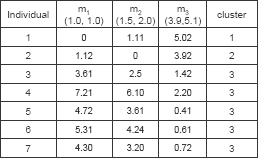 Individual m1 (1.0, 1.0) m2 (1.5, 2.0) m3 (3.9,5.1) cluster
1 0 1.11 5.02 1
2 1.12 0 3.92 2
3 3.61 2.5 1.42 3
4 7.21 6.10 2.20 3
5 4.72 3.61 0.41 3
6 5.31 4.24 0.61 3
7 4.30 3.20 0.72 3